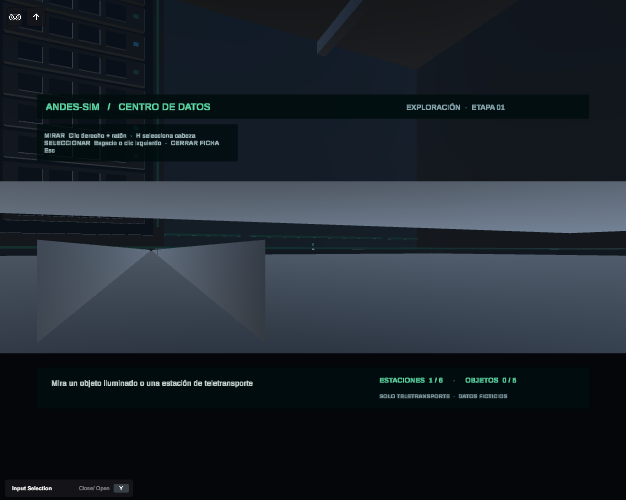 ANDES-SIM / CENTRO DE DATOS
EXPLORACIÓN · ETAPA 01
MIRAR Clic derecho + ratón · H selecciona cabeza
SELECCIONAR Espacio o clic izquierdo · CERRAR FICHA
Esc
Mira un objeto iluminado o una estación de teletransporte
ESTACIONES 1 / 6 · OBJETOS 0 / 5
SOLO TELETRANSPORTE · DATOS FICTICIOS
Input Selection
Close/Open Y